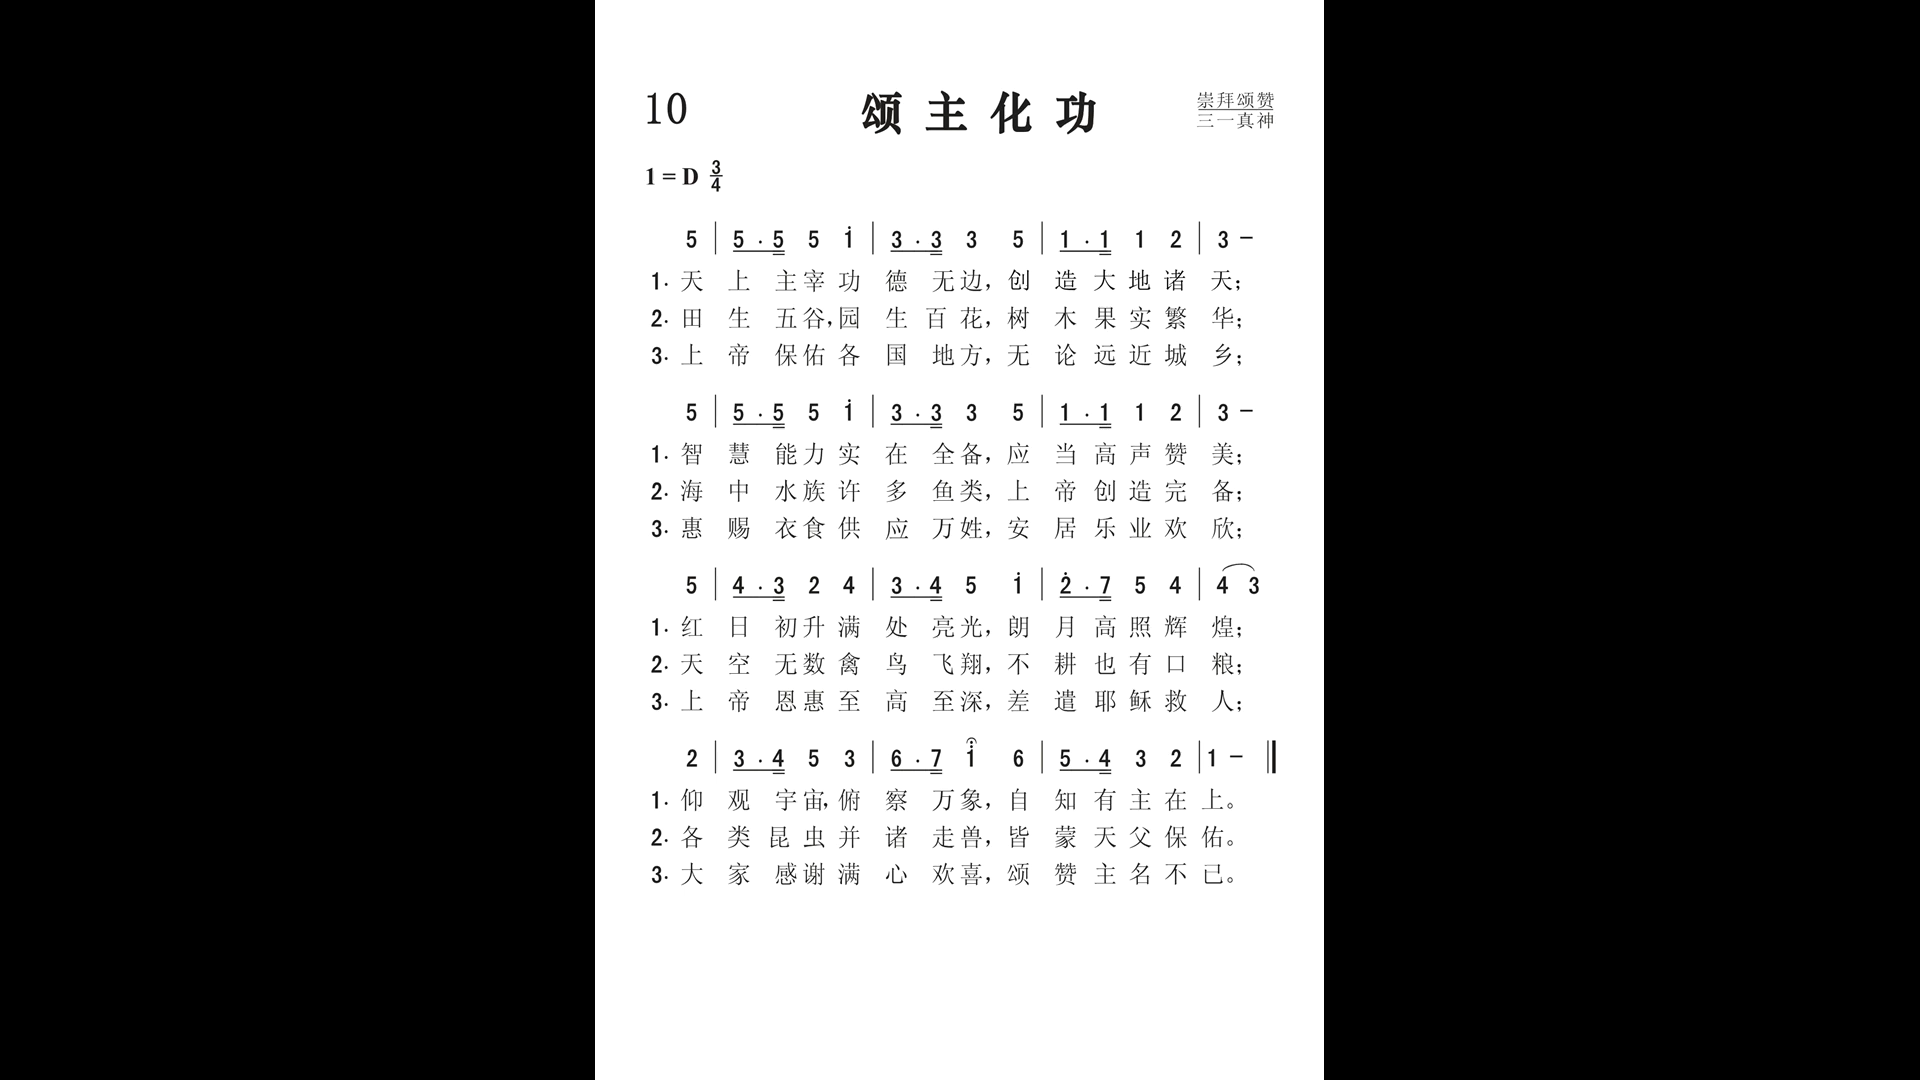 10 颂主化功 崇拜颂赞
三一真神
1 = D 3/4
5 | 5 . 5 5 i | 3 . 3 3 5 | 1 . 1 1 2 | 3 –
1. 天上主宰功德无边，创造大地诸天；
2. 田生五谷，园生百花，树木果实繁华；
3. 上帝保佑各国地方，无论远近城乡；
5 | 5 . 5 5 i | 3 . 3 3 5 | 1 . 1 1 2 | 3 –
1. 智慧能力实在全备，应当高声赞美；
2. 海中水族许多鱼类，上帝创造完备；
3. 惠赐衣食供应万姓，安居乐业欢欣；
5 | 4 . 3 2 4 | 3 . 4 5 i | 2̇ . 7 5 4 | 4 3
1. 红日初升满处亮光，朗月高照辉煌；
2. 天空无数禽鸟飞翔，不耕也有口粮；
3. 上帝恩惠至高至深，差遣耶稣救人；
2 | 3 . 4 5 3 | 6 . 7 i 6 | 5 . 4 3 2 | 1 – ‖
1. 仰观宇宙，俯察万象，自知有主在上。
2. 各类昆虫并诸走兽，皆蒙天父保佑。
3. 大家感谢满心欢喜，颂赞主名不已。